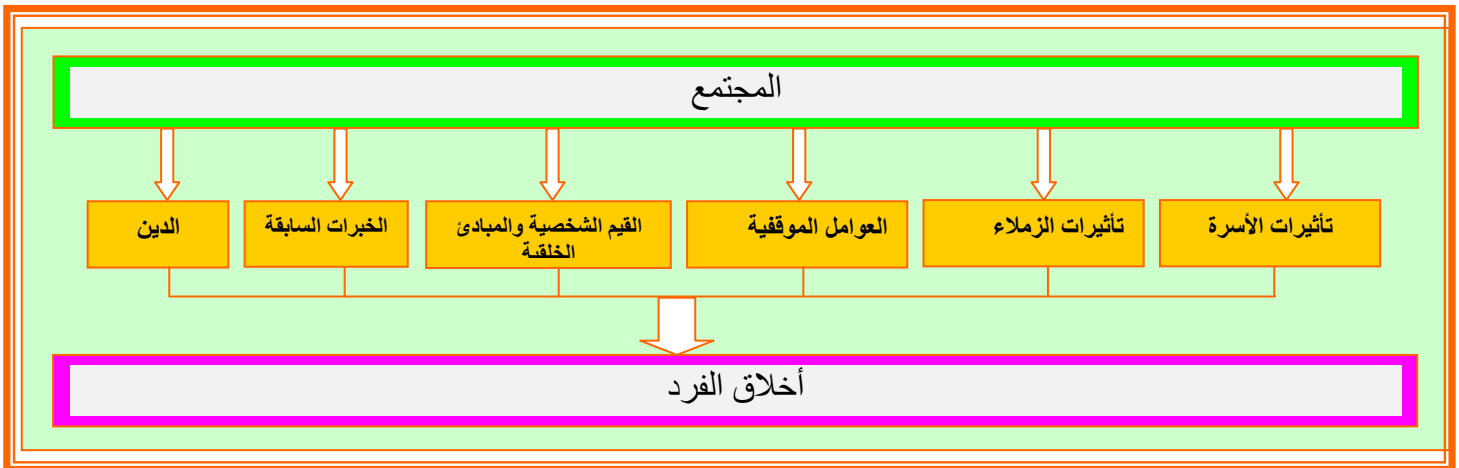 المجتمع
تأثيرات الأسرة
تأثيرات الزملاء
العوامل الموقفية
القيم الشخصية والمبادئ
الخلقية
الخبرات السابقة
الدين
أخلاق الفرد